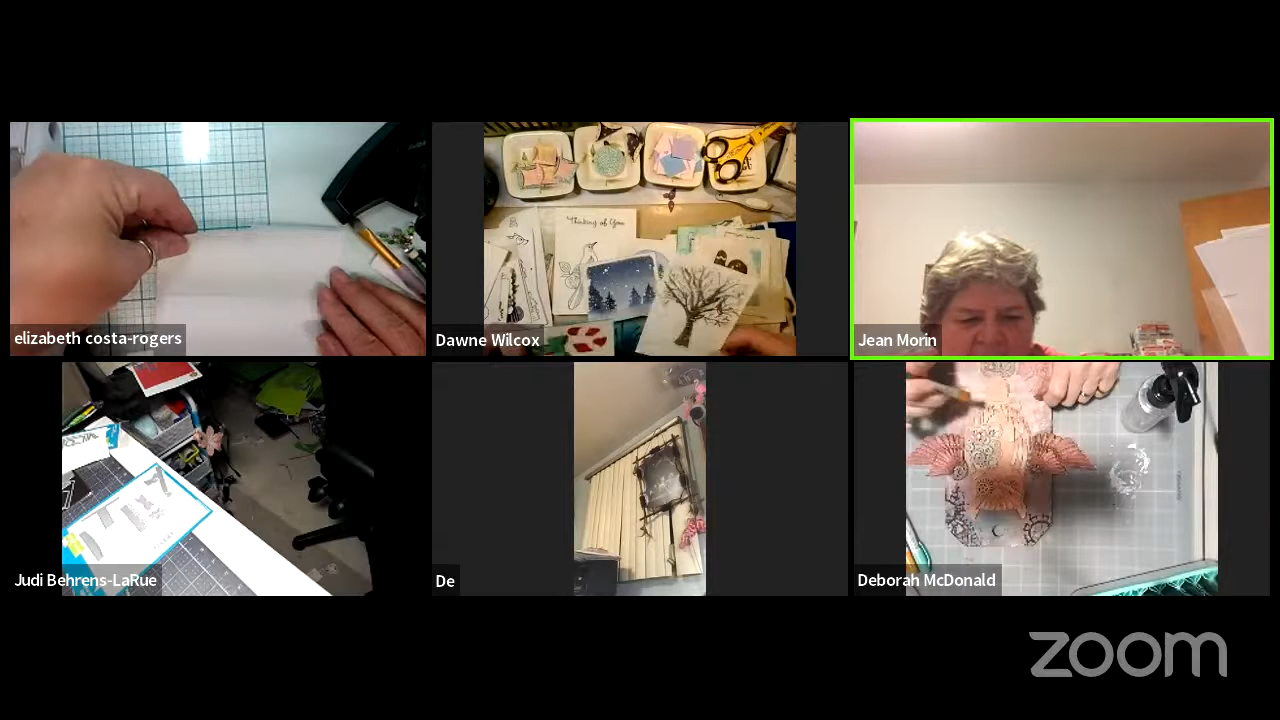 elizabeth costa-rogers
Thinking of You
Dawne Wilcox
Jean Morin
Judi Behrens-LaRue
De
Deborah McDonald
zoom